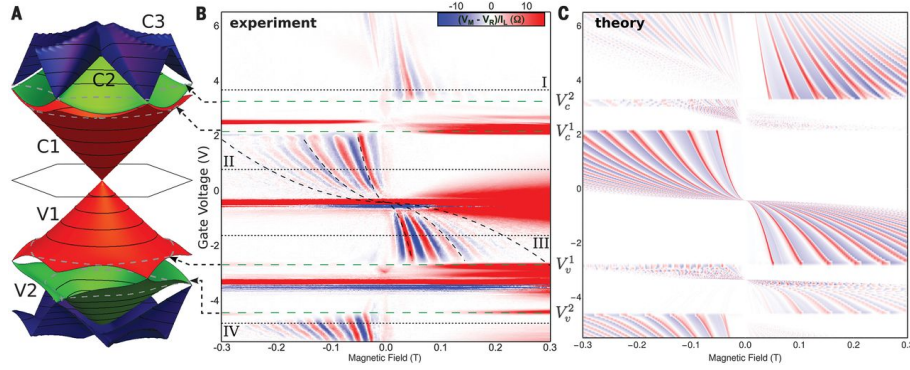 A
C3
C2
C1
V1
V2
B
experiment
-10 0 10
(V_M - V_R)/I_L (Ω)
Gate Voltage (V)
6
4
2
0
-2
-4
I
II
III
IV
-0.3 -0.2 -0.1 0.0 0.1 0.2 0.3
Magnetic Field (T)
V_c^2
V_c^1
V_v^1
V_v^2
C
theory
6
4
2
0
-2
-4
-0.3 -0.2 -0.1 0.0 0.1 0.2 0.3
Magnetic Field (T)